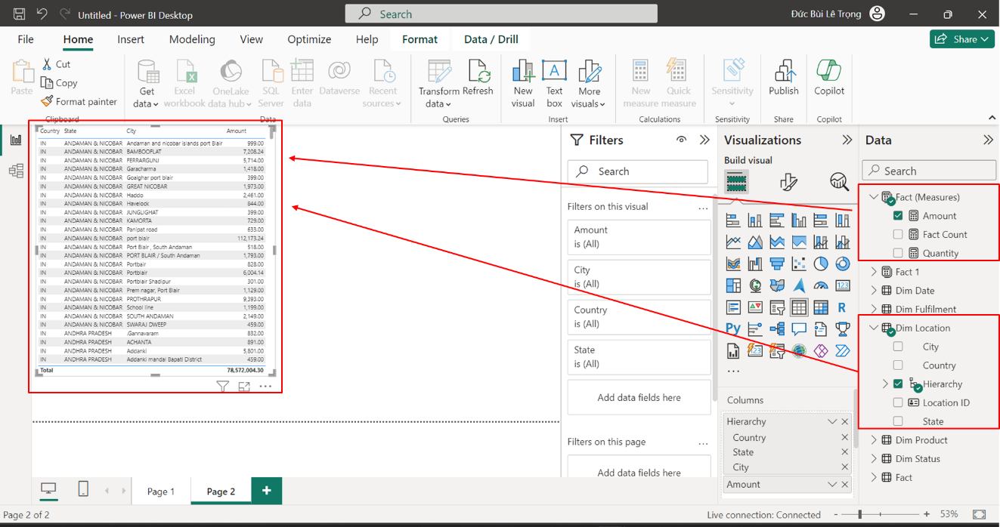 Untitled - Power BI Desktop
Search
Đức Bùi Lê Trọng
File Home Insert Modeling View Optimize Help Format Data / Drill
Share
Paste
Cut
Copy
Format painter
Clipboard
Get data
Excel workbook
OneLake data hub
SQL Server
Enter data
Dataverse
Recent sources
Data
Transform data
Refresh
Queries
New visual
Text box
More visuals
Insert
New measure
Quick measure
Calculations
Sensitivity
Sensitivity
Publish
Share
Copilot
Copilot
Country State City Amount
IN ANDAMAN & NICOBAR Andaman and nicobar islands port Blair 999.00
IN ANDAMAN & NICOBAR BAMBOOFLAT 7,208.24
IN ANDAMAN & NICOBAR FERRARGUNJ 5,714.00
IN ANDAMAN & NICOBAR Garacharma 1,418.00
IN ANDAMAN & NICOBAR Goalghar port blair 399.00
IN ANDAMAN & NICOBAR GREAT NICOBAR 1,973.00
IN ANDAMAN & NICOBAR Haddo 2,461.00
IN ANDAMAN & NICOBAR Havelock 844.00
IN ANDAMAN & NICOBAR JUNGLIGHAT 399.00
IN ANDAMAN & NICOBAR KAMORTA 729.00
IN ANDAMAN & NICOBAR Panipat road 633.00
IN ANDAMAN & NICOBAR port blair 112,173.24
IN ANDAMAN & NICOBAR Port Blair , South Andaman 518.00
IN ANDAMAN & NICOBAR PORT BLAIR / South Andaman 1,793.00
IN ANDAMAN & NICOBAR Portbair 828.00
IN ANDAMAN & NICOBAR Portblair 6,004.14
IN ANDAMAN & NICOBAR Portblair Shadipur 301.00
IN ANDAMAN & NICOBAR Prem nagar, Port Blair 1,129.00
IN ANDAMAN & NICOBAR PROTHRAPUR 9,393.00
IN ANDAMAN & NICOBAR School line 1,199.00
IN ANDAMAN & NICOBAR SOUTH ANDAMAN 2,149.00
IN ANDAMAN & NICOBAR SWARAJ DWEEP 459.00
IN ANDHRA PRADESH .Gannavaram 832.00
IN ANDHRA PRADESH ACHANTA 891.00
IN ANDHRA PRADESH Addanki 5,801.00
IN ANDHRA PRADESH Addanki mandai Bapati District 459.00
Total 78,572,004.30
Filters
Search
Filters on this visual
Amount
is (All)
City
is (All)
Country
is (All)
State
is (All)
Add data fields here
Filters on this page
Add data fields here
Visualizations
Build visual
123
R
Py
123
Columns
Hierarchy
Country
State
City
Amount
Data
Search
Fact (Measures)
Amount
Fact Count
Quantity
Fact 1
Dim Date
Dim Fulfilment
Dim Location
City
Country
Hierarchy
Location ID
State
Dim Product
Dim Status
Fact
Page 1 Page 2
Page 2 of 2
Live connection: Connected
53%